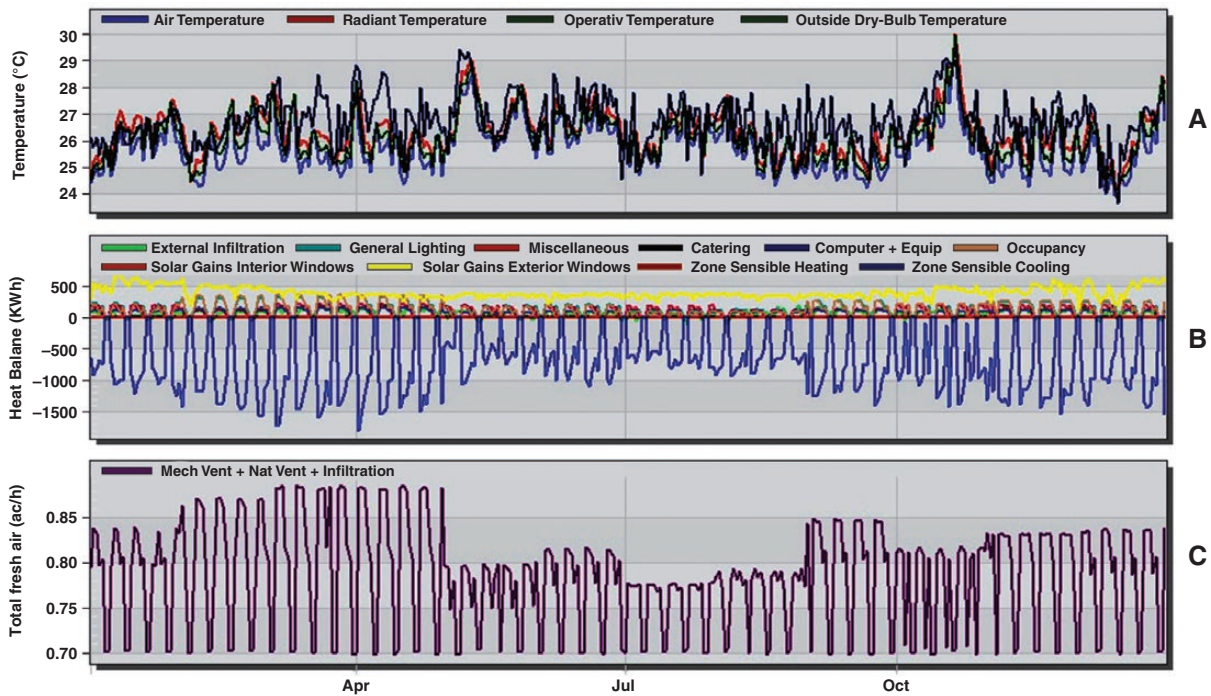 Air Temperature Radiant Temperature Operativ Temperature Outside Dry-Bulb Temperature
30
29
28
27
26
25
24
Temperature (°C)
A
External Infiltration General Lighting Miscellaneous Catering Computer + Equip Occupancy
Solar Gains Interior Windows Solar Gains Exterior Windows Zone Sensible Heating Zone Sensible Cooling
500
0
−500
−1000
−1500
Heat Balane (KWh)
B
Mech Vent + Nat Vent + Infiltration
0.85
0.80
0.75
0.70
Total fresh air (ac/h)
C
Apr Jul Oct